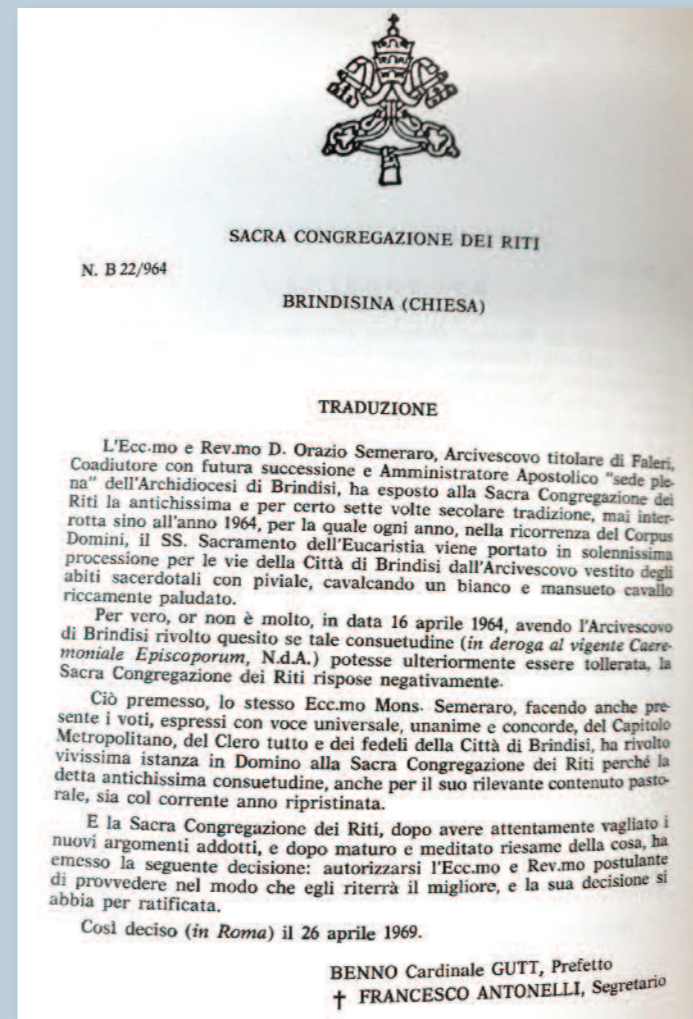 SACRA CONGREGAZIONE DEI RITI
N. B 22/964
BRINDISINA (CHIESA)
TRADUZIONE
L'Ecc.mo e Rev.mo D. Orazio Semeraro, Arcivescovo titolare di Faleri,
Coadiutore con futura successione e Amministratore Apostolico "sede ple-
na" dell'Archidiocesi di Brindisi, ha esposto alla Sacra Congregazione dei
Riti la antichissima e per certo sette volte secolare tradizione, mai inter-
rotta sino all'anno 1964, per la quale ogni anno, nella ricorrenza del Corpus
Domini, il SS. Sacramento dell'Eucaristia viene portato in solennissima
processione per le vie della Città di Brindisi dall'Arcivescovo vestito degli
abiti sacerdotali con piviale, cavalcando un bianco e mansueto cavallo
riccamente paludato.
Per vero, or non è molto, in data 16 aprile 1964, avendo l'Arcivescovo
di Brindisi rivolto quesito se tale consuetudine (in deroga al vigente Caere-
moniale Episcoporum, N.d.A.) potesse ulteriormente essere tollerata, la
Sacra Congregazione dei Riti rispose negativamente.
Ciò premesso, lo stesso Ecc.mo Mons. Semeraro, facendo anche pre-
sente i voti, espressi con voce universale, unanime e concorde, del Capitolo
Metropolitano, del Clero tutto e dei fedeli della Città di Brindisi, ha rivolto
vivissima istanza in Domino alla Sacra Congregazione dei Riti perché la
detta antichissima consuetudine, anche per il suo rilevante contenuto pasto-
rale, sia col corrente anno ripristinata.
E la Sacra Congregazione dei Riti, dopo avere attentamente vagliato i
nuovi argomenti addotti, e dopo maturo e meditato riesame della cosa, ha
emesso la seguente decisione: autorizzarsi l'Ecc.mo e Rev.mo postulante
di provvedere nel modo che egli riterrà il migliore, e la sua decisione si
abbia per ratificata.
Così deciso (in Roma) il 26 aprile 1969.
BENNO Cardinale GUTT, Prefetto
† FRANCESCO ANTONELLI, Segretario